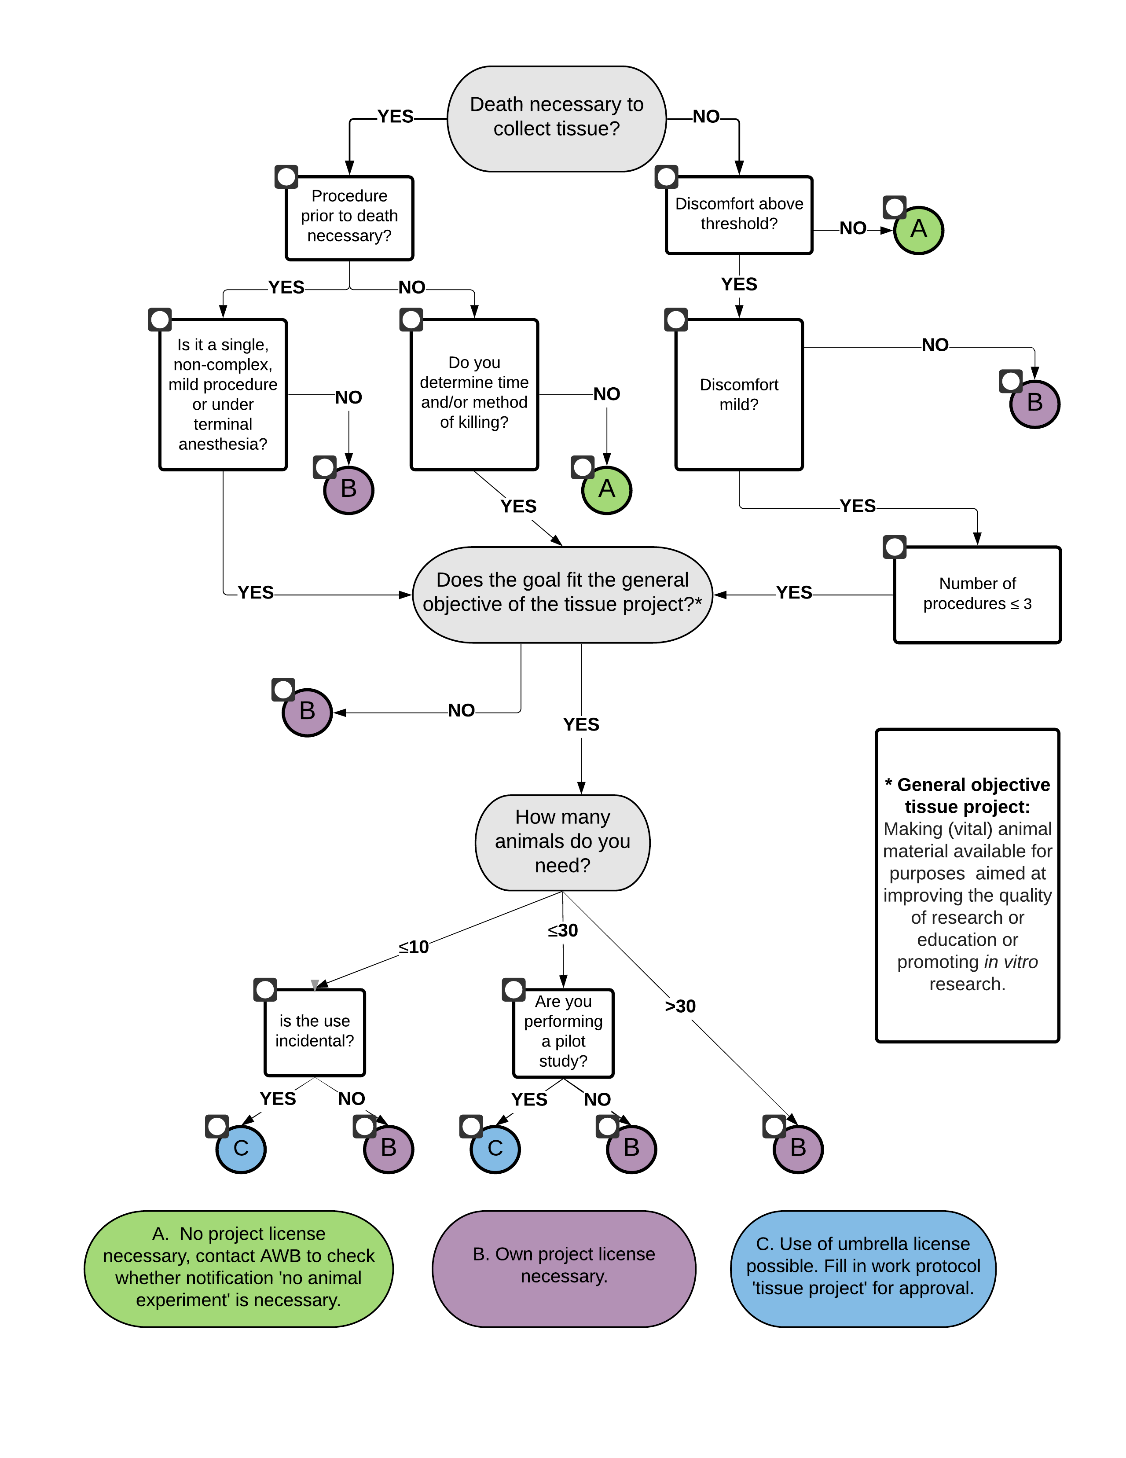 Death necessary to
collect tissue?
YES
NO
Procedure
prior to death
necessary?
Discomfort above
threshold?
NO
A
YES
NO
YES
Is it a single,
non-complex,
mild procedure
or under
terminal
anesthesia?
NO
B
Do you
determine time
and/or method
of killing?
NO
A
Discomfort
mild?
NO
B
YES
YES
Number of
procedures ≤ 3
YES
Does the goal fit the general
objective of the tissue project?*
YES
NO
B
YES
* General objective
tissue project:
Making (vital) animal
material available for
purposes  aimed at
improving the quality
of research or
education or
promoting in vitro
research.
How many
animals do you
need?
≤10
≤30
>30
is the use
incidental?
Are you
performing
a pilot
study?
YES
NO
YES
NO
C
B
C
B
B
A.  No project license
necessary, contact AWB to check
whether notification 'no animal
experiment' is necessary.
B. Own project license
necessary.
C. Use of umbrella license
possible. Fill in work protocol
'tissue project' for approval.